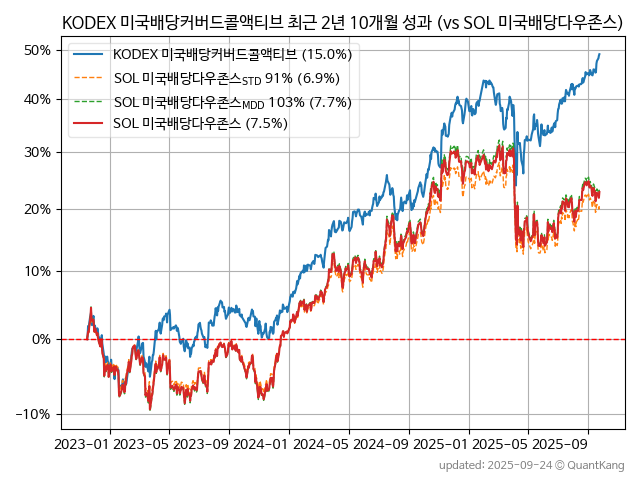 KODEX 미국배당커버드콜액티브 최근 2년 10개월 성과 (vs SOL 미국배당다우존스)
KODEX 미국배당커버드콜액티브 (15.0%)
SOL 미국배당다우존스STD 91% (6.9%)
SOL 미국배당다우존스MDD 103% (7.7%)
SOL 미국배당다우존스 (7.5%)
50%
40%
30%
20%
10%
0%
−10%
2023-01 2023-05 2023-09 2024-01 2024-05 2024-09 2025-01 2025-05 2025-09
updated: 2025-09-24 © QuantKang